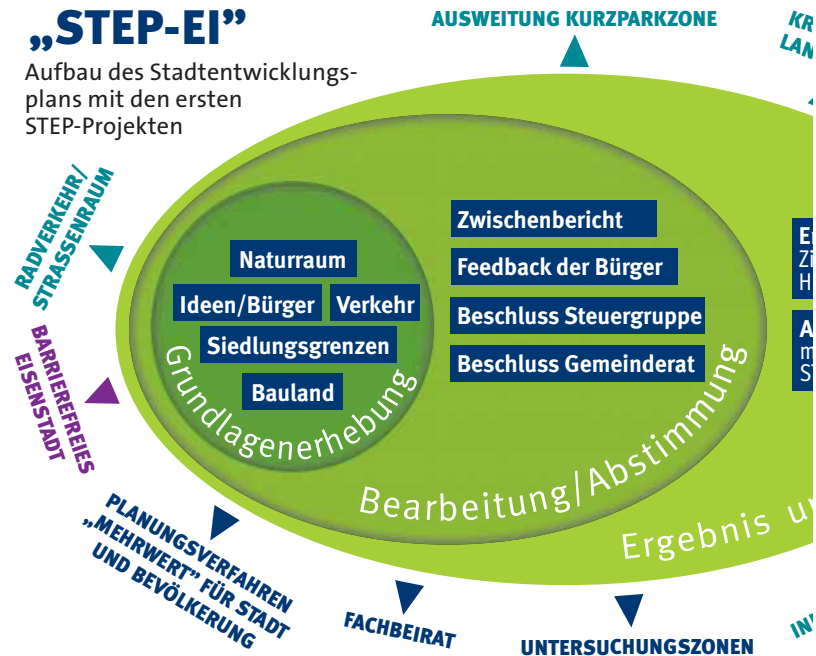 „STEP-EI”
Aufbau des Stadtentwicklungs-
plans mit den ersten
STEP-Projekten
AUSWEITUNG KURZPARKZONE
RADVERKEHR/
STRASSENRAUM
BARRIEREFREIES
EISENSTADT
Naturraum
Ideen/Bürger
Verkehr
Siedlungsgrenzen
Bauland
Grundlagenerhebung
Zwischenbericht
Feedback der Bürger
Beschluss Steuergruppe
Beschluss Gemeinderat
Bearbeitung/Abstimmung
Ergebnis
PLANUNGSVERFAHREN
„MEHRWERT” FÜR STADT
UND BEVÖLKERUNG
FACHBEIRAT
UNTERSUCHUNGSZONEN